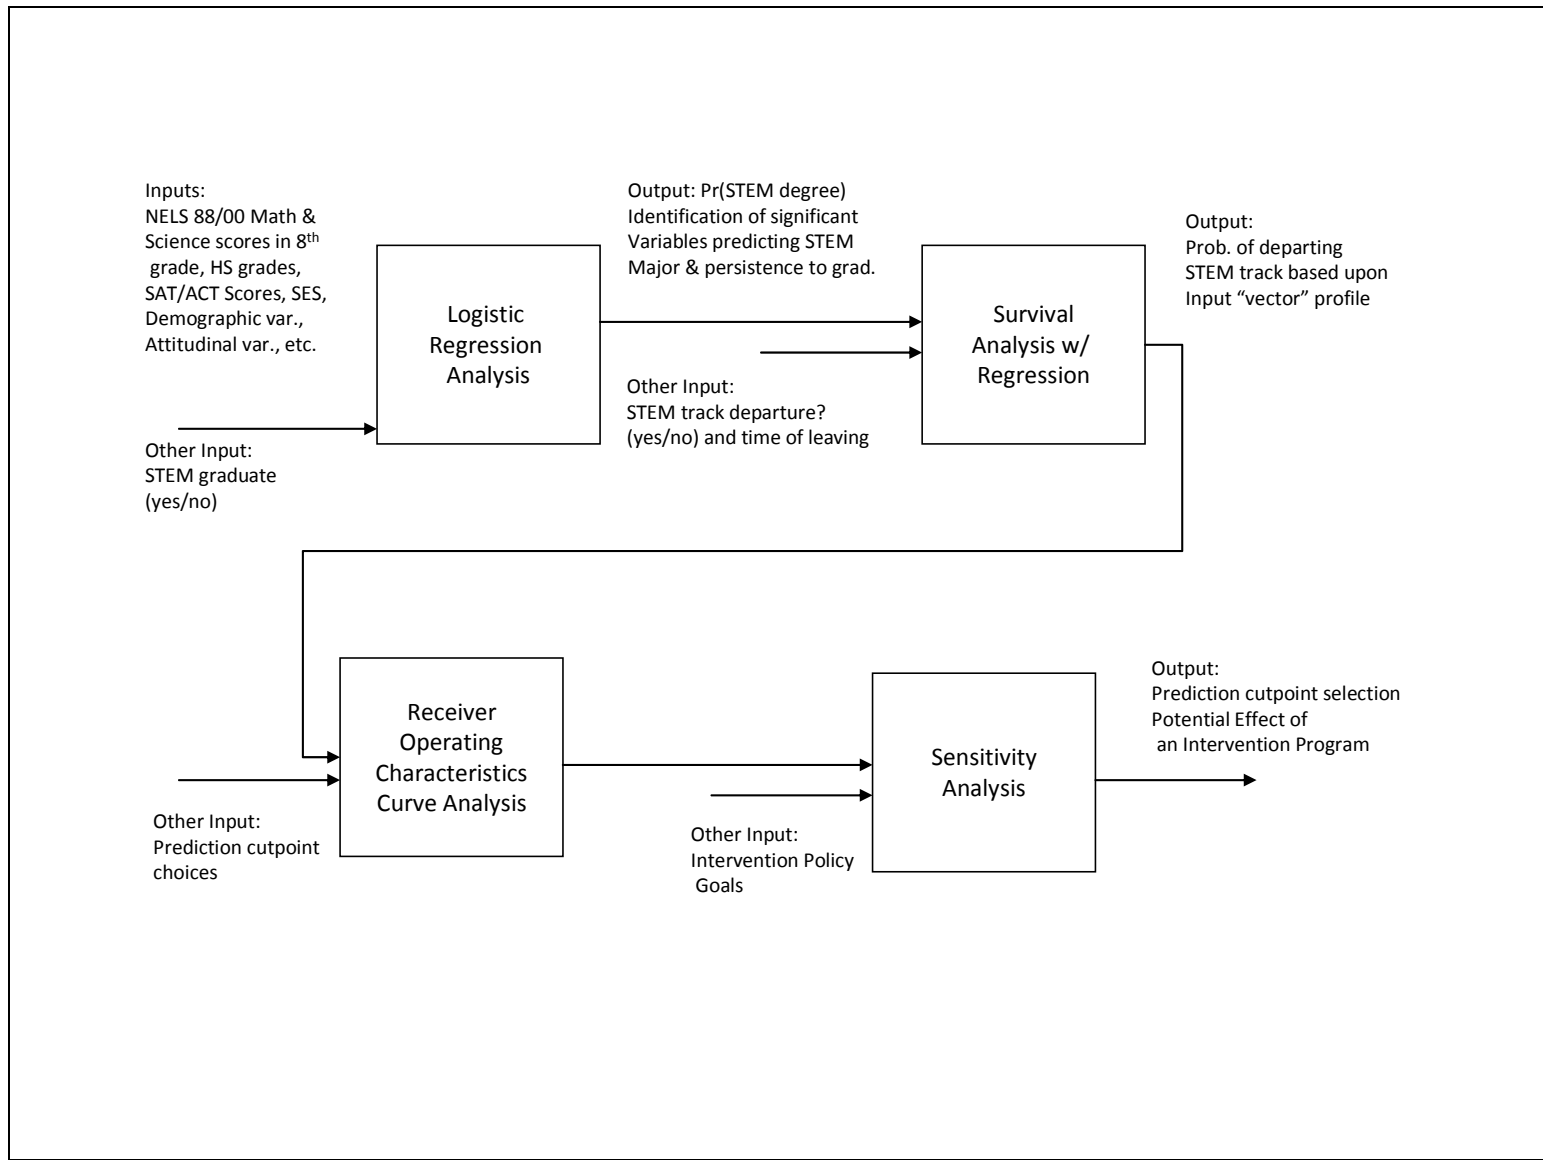 Inputs:
NELS 88/00 Math &
Science scores in 8th
grade, HS grades,
SAT/ACT Scores, SES,
Demographic var.,
Attitudinal var., etc.
Other Input:
STEM graduate
(yes/no)
Logistic
Regression
Analysis
Output: Pr(STEM degree)
Identification of significant
Variables predicting STEM
Major & persistence to grad.
Other Input:
STEM track departure?
(yes/no) and time of leaving
Survival
Analysis w/
Regression
Output:
Prob. of departing
STEM track based upon
Input “vector” profile
Other Input:
Prediction cutpoint
choices
Receiver
Operating
Characteristics
Curve Analysis
Other Input:
Intervention Policy
Goals
Sensitivity
Analysis
Output:
Prediction cutpoint selection
Potential Effect of
an Intervention Program